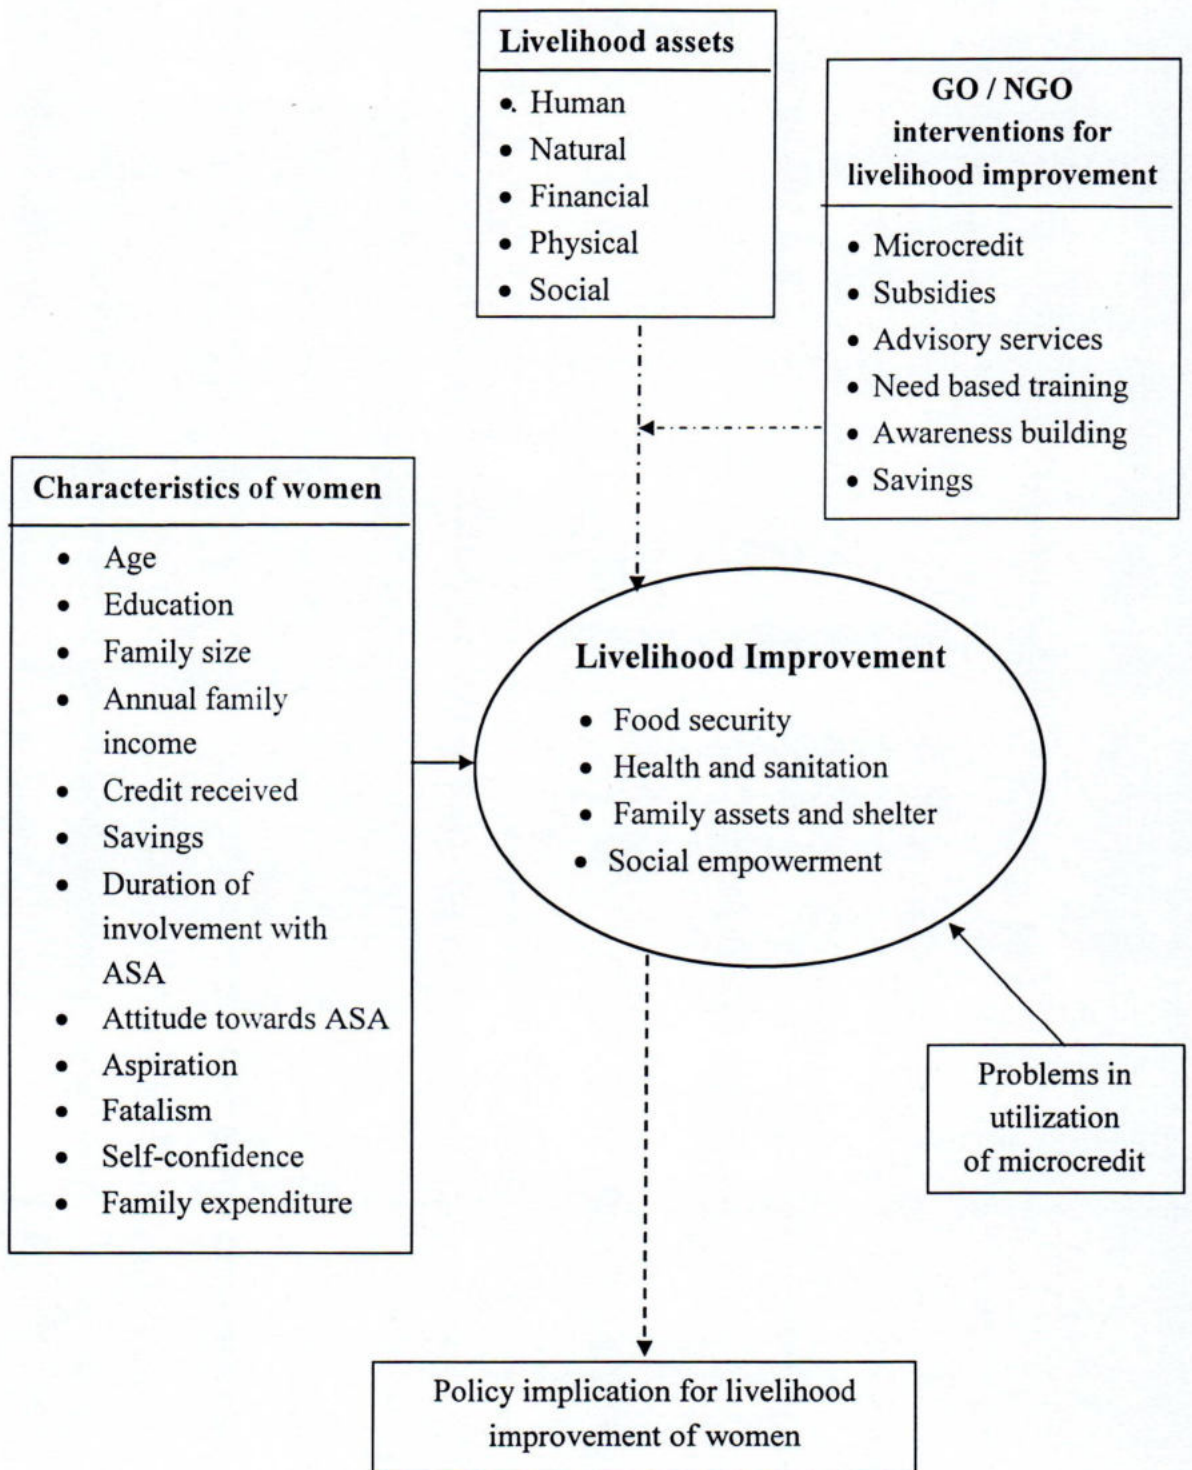 Livelihood assets
• Human
• Natural
• Financial
• Physical
• Social
GO / NGO
interventions for
livelihood improvement
• Microcredit
• Subsidies
• Advisory services
• Need based training
• Awareness building
• Savings
Characteristics of women
• Age
• Education
• Family size
• Annual family
income
• Credit received
• Savings
• Duration of
involvement with
ASA
• Attitude towards ASA
• Aspiration
• Fatalism
• Self-confidence
• Family expenditure
Livelihood Improvement
• Food security
• Health and sanitation
• Family assets and shelter
• Social empowerment
Problems in
utilization
of microcredit
Policy implication for livelihood
improvement of women